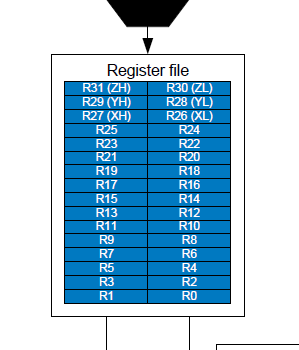 Register file
R31 (ZH) R30 (ZL)
R29 (YH) R28 (YL)
R27 (XH) R26 (XL)
R25 R24
R23 R22
R21 R20
R19 R18
R17 R16
R15 R14
R13 R12
R11 R10
R9 R8
R7 R6
R5 R4
R3 R2
R1 R0